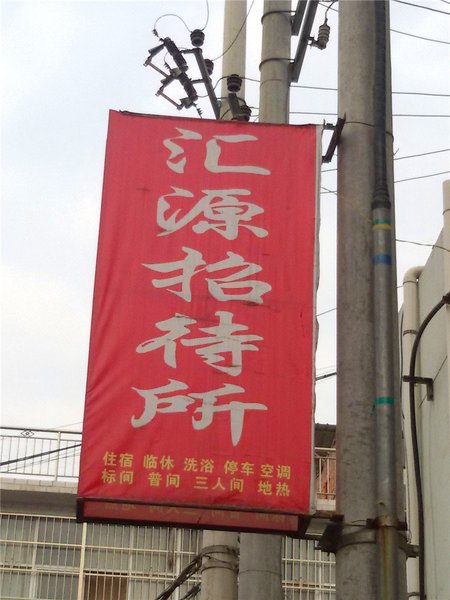 汇源招待所
住宿 临休 洗浴 停车 空调
标间 普间 三人间 地热